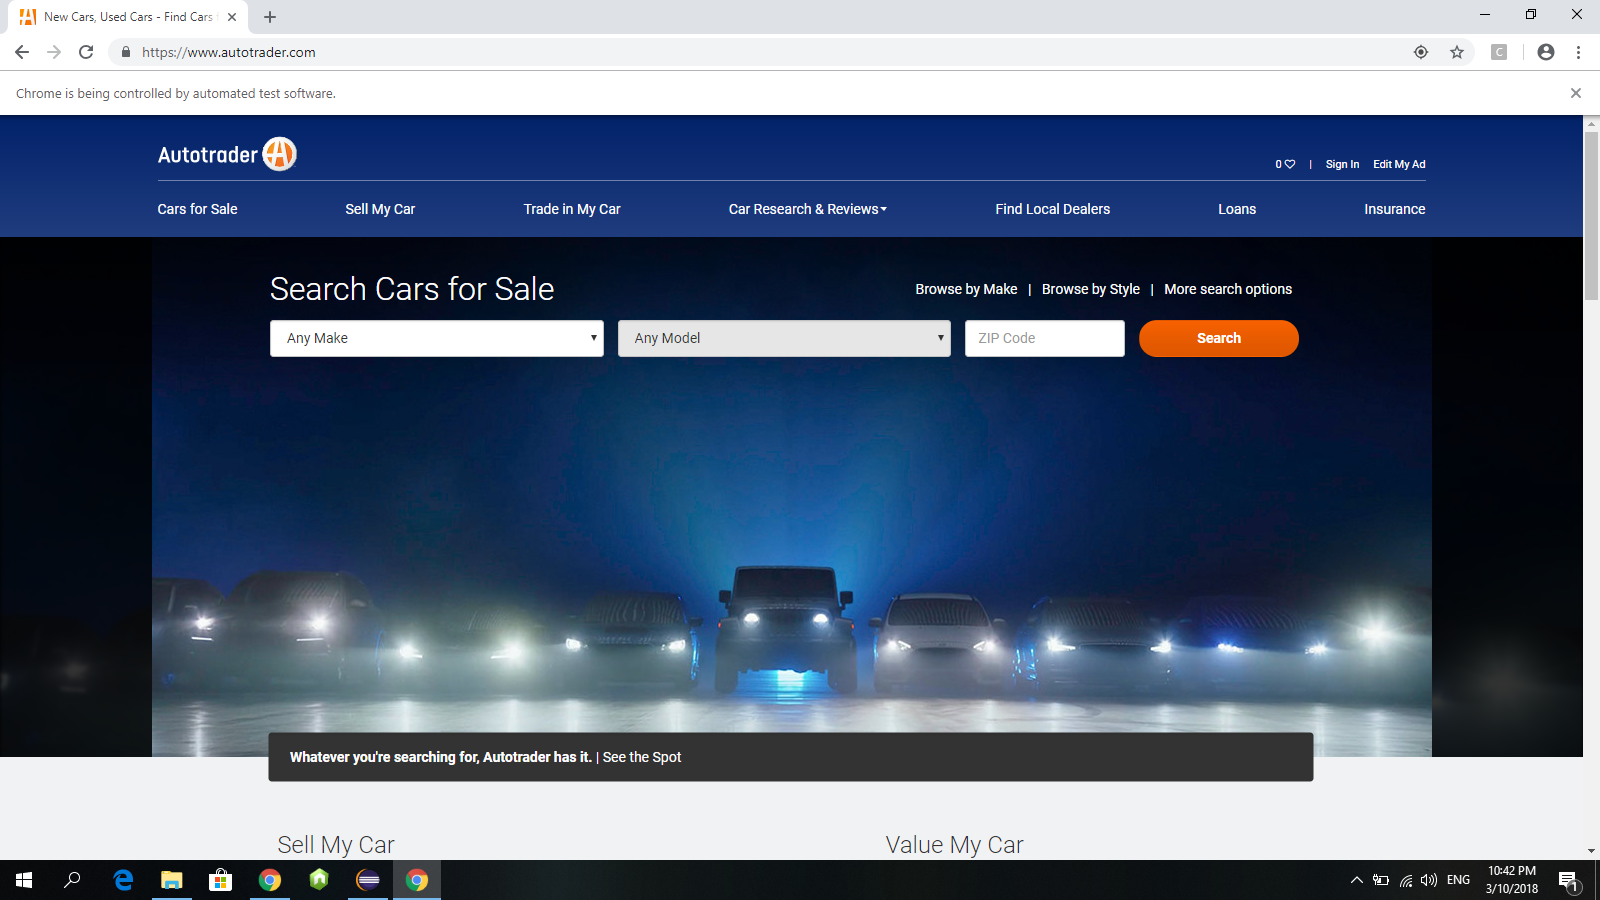 New Cars, Used Cars - Find Cars
https://www.autotrader.com
C
Chrome is being controlled by automated test software.
Autotrader
0 | Sign In Edit My Ad
Cars for Sale Sell My Car Trade in My Car Car Research & Reviews Find Local Dealers Loans Insurance
Search Cars for Sale
Browse by Make | Browse by Style | More search options
Any Make Any Model ZIP Code Search
Whatever you're searching for, Autotrader has it. | See the Spot
Sell My Car Value My Car
ENG
10:42 PM
3/10/2018
1